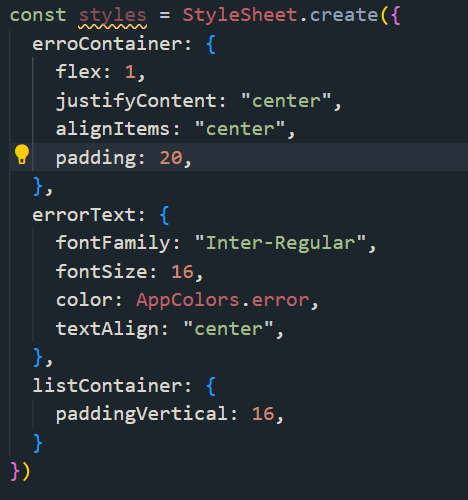 const styles = StyleSheet.create({
  erroContainer: {
    flex: 1,
    justifyContent: "center",
    alignItems: "center",
    padding: 20,
  },
  errorText: {
    fontFamily: "Inter-Regular",
    fontSize: 16,
    color: AppColors.error,
    textAlign: "center",
  },
  listContainer: {
    paddingVertical: 16,
  }
})